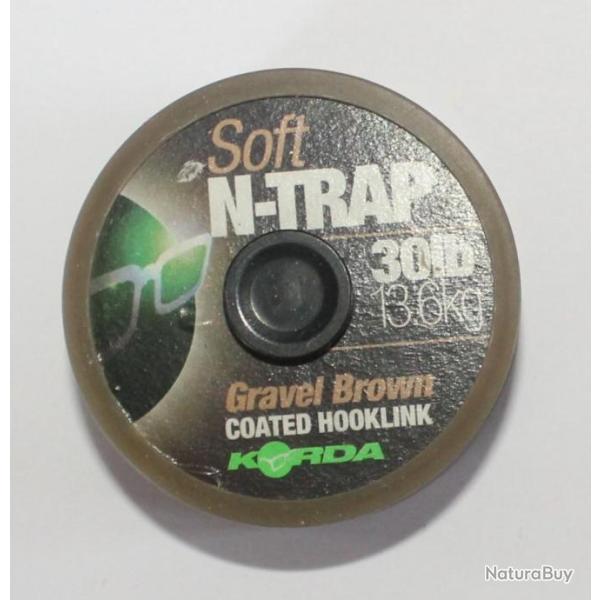 Soft
N-TRAP
30lb
13.6kg
Gravel Brown
COATED HOOKLINK
KORDA
NaturaBuy